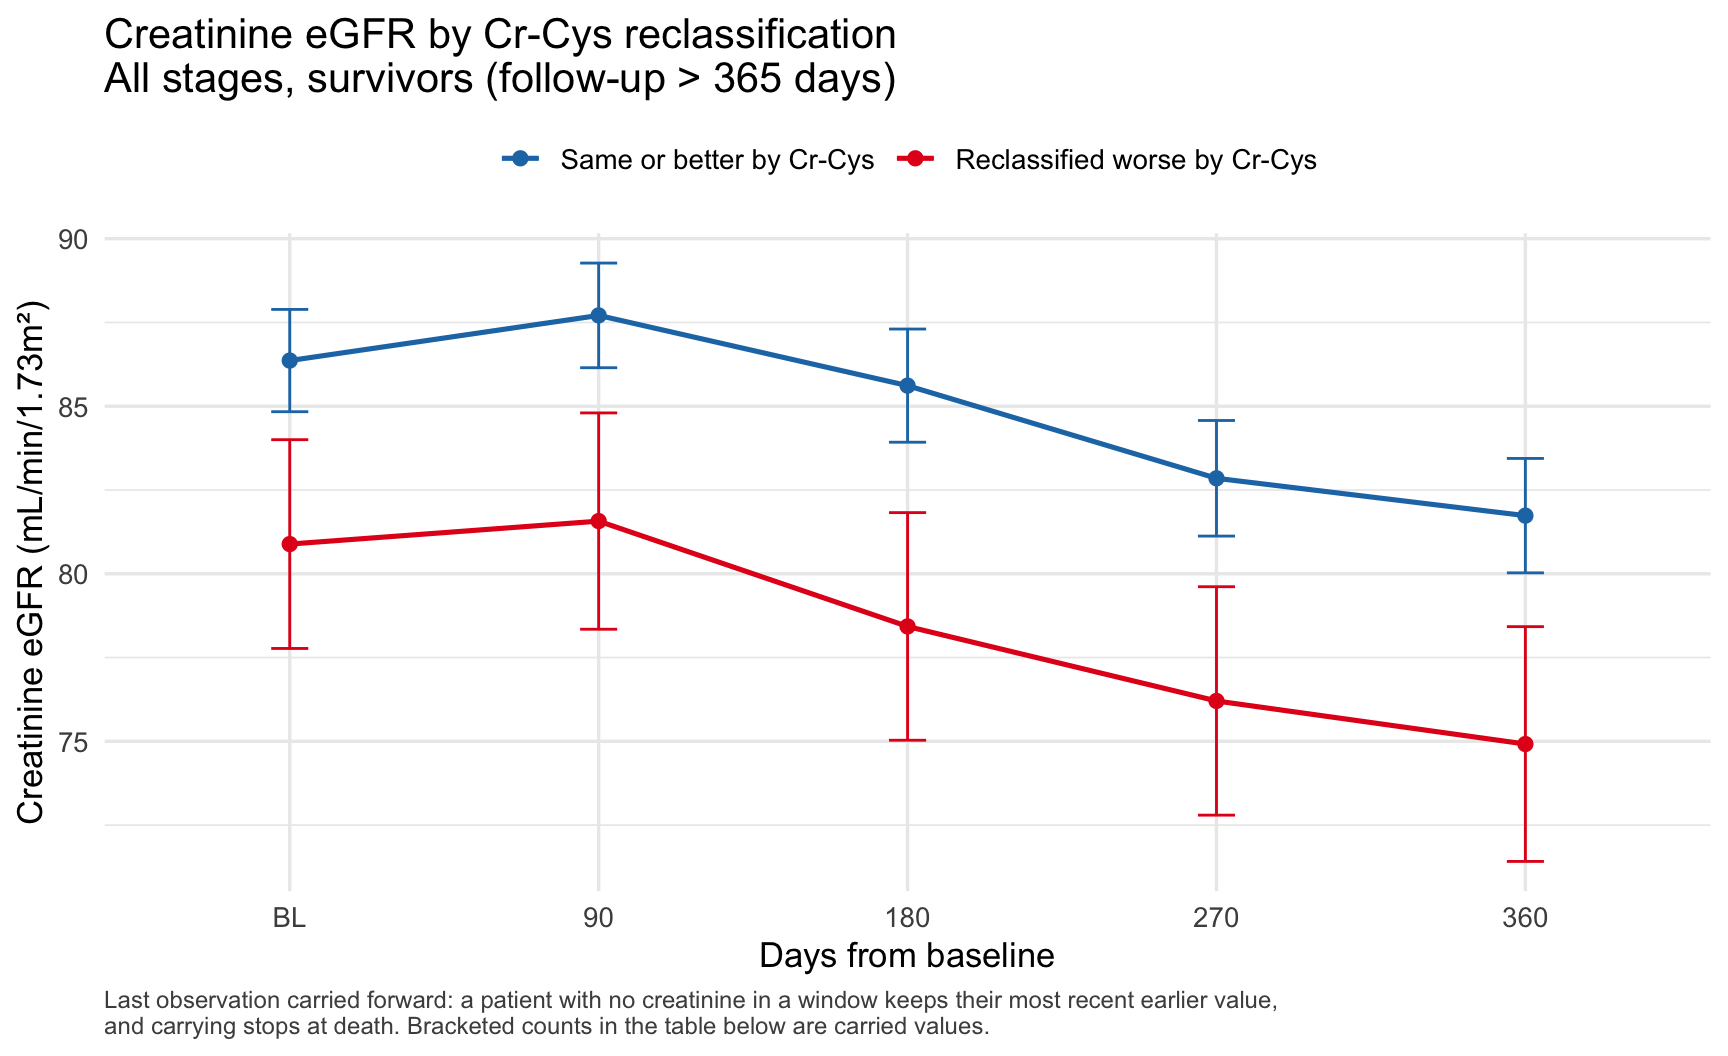 Creatinine eGFR by Cr-Cys reclassification
All stages, survivors (follow-up > 365 days)
Same or better by Cr-Cys
Reclassified worse by Cr-Cys
Creatinine eGFR (mL/min/1.73m²)
90
85
80
75
BL
90
180
270
360
Days from baseline
Last observation carried forward: a patient with no creatinine in a window keeps their most recent earlier value,
and carrying stops at death. Bracketed counts in the table below are carried values.